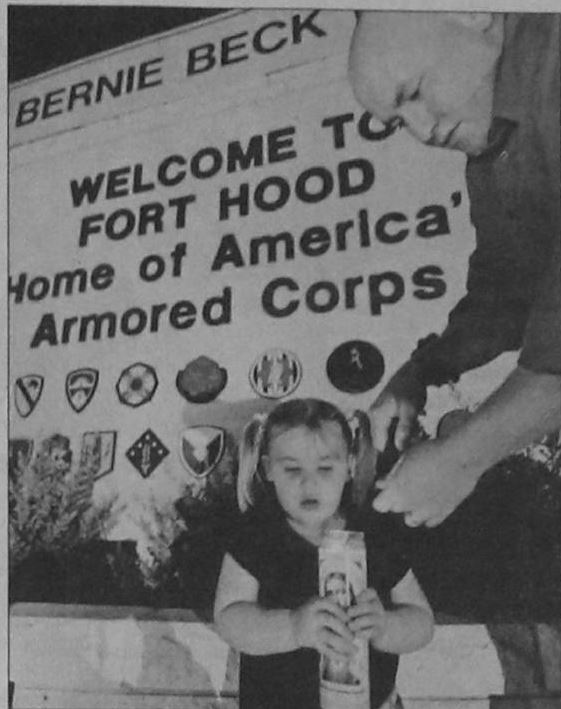 BERNIE BECK
WELCOME TO
FORT HOOD
Home of America'
Armored Corps